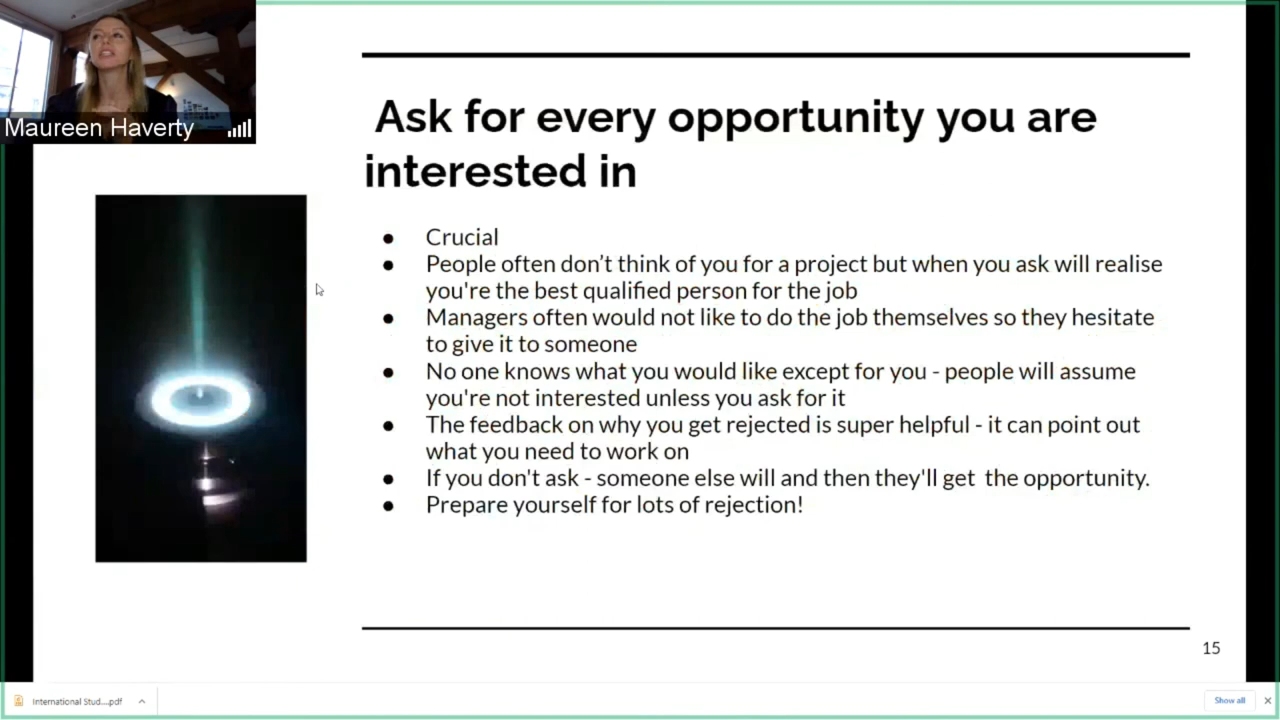 Maureen Haverty
Ask for every opportunity you are
interested in
● Crucial
● People often don’t think of you for a project but when you ask will realise
you're the best qualified person for the job
● Managers often would not like to do the job themselves so they hesitate
to give it to someone
● No one knows what you would like except for you - people will assume
you're not interested unless you ask for it
● The feedback on why you get rejected is super helpful - it can point out
what you need to work on
● If you don't ask - someone else will and then they'll get  the opportunity.
● Prepare yourself for lots of rejection!
15
International Stud....pdf
Show all